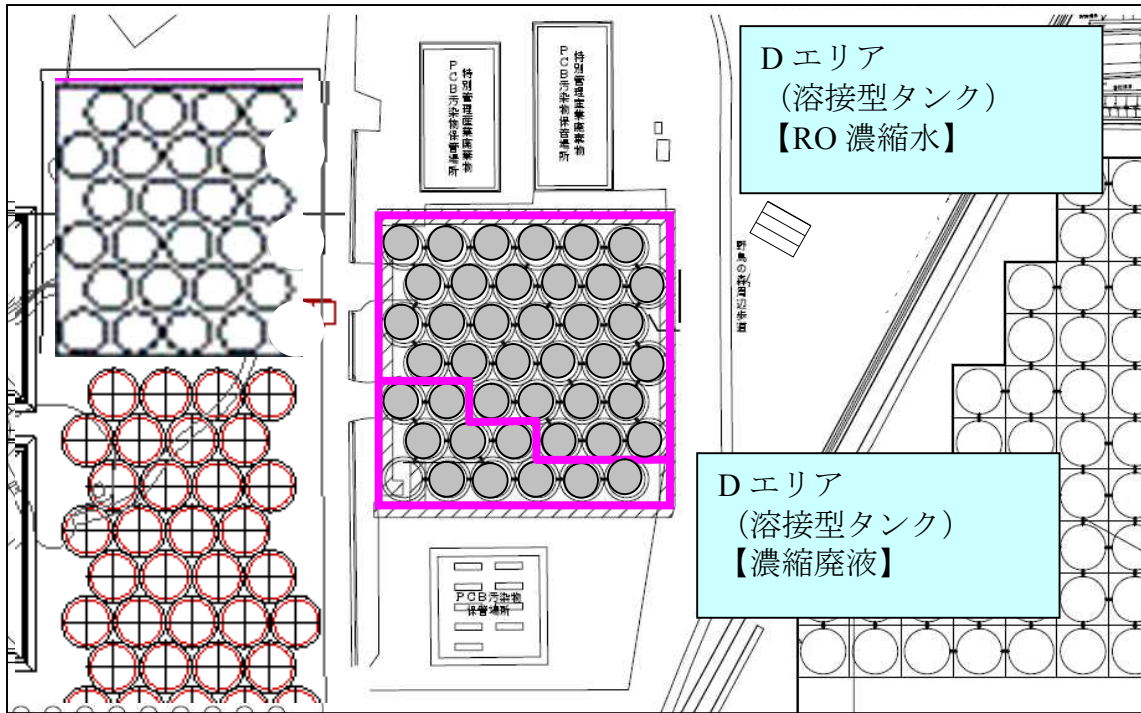 特別管理産業廃棄物
PCB汚染物保管場所
特別管理産業廃棄物
PCB汚染物保管場所
D エリア
(溶接型タンク)
【RO 濃縮水】
野鳥の森周辺歩道
D エリア
(溶接型タンク)
【濃縮廃液】
PCB汚染物
保管場所